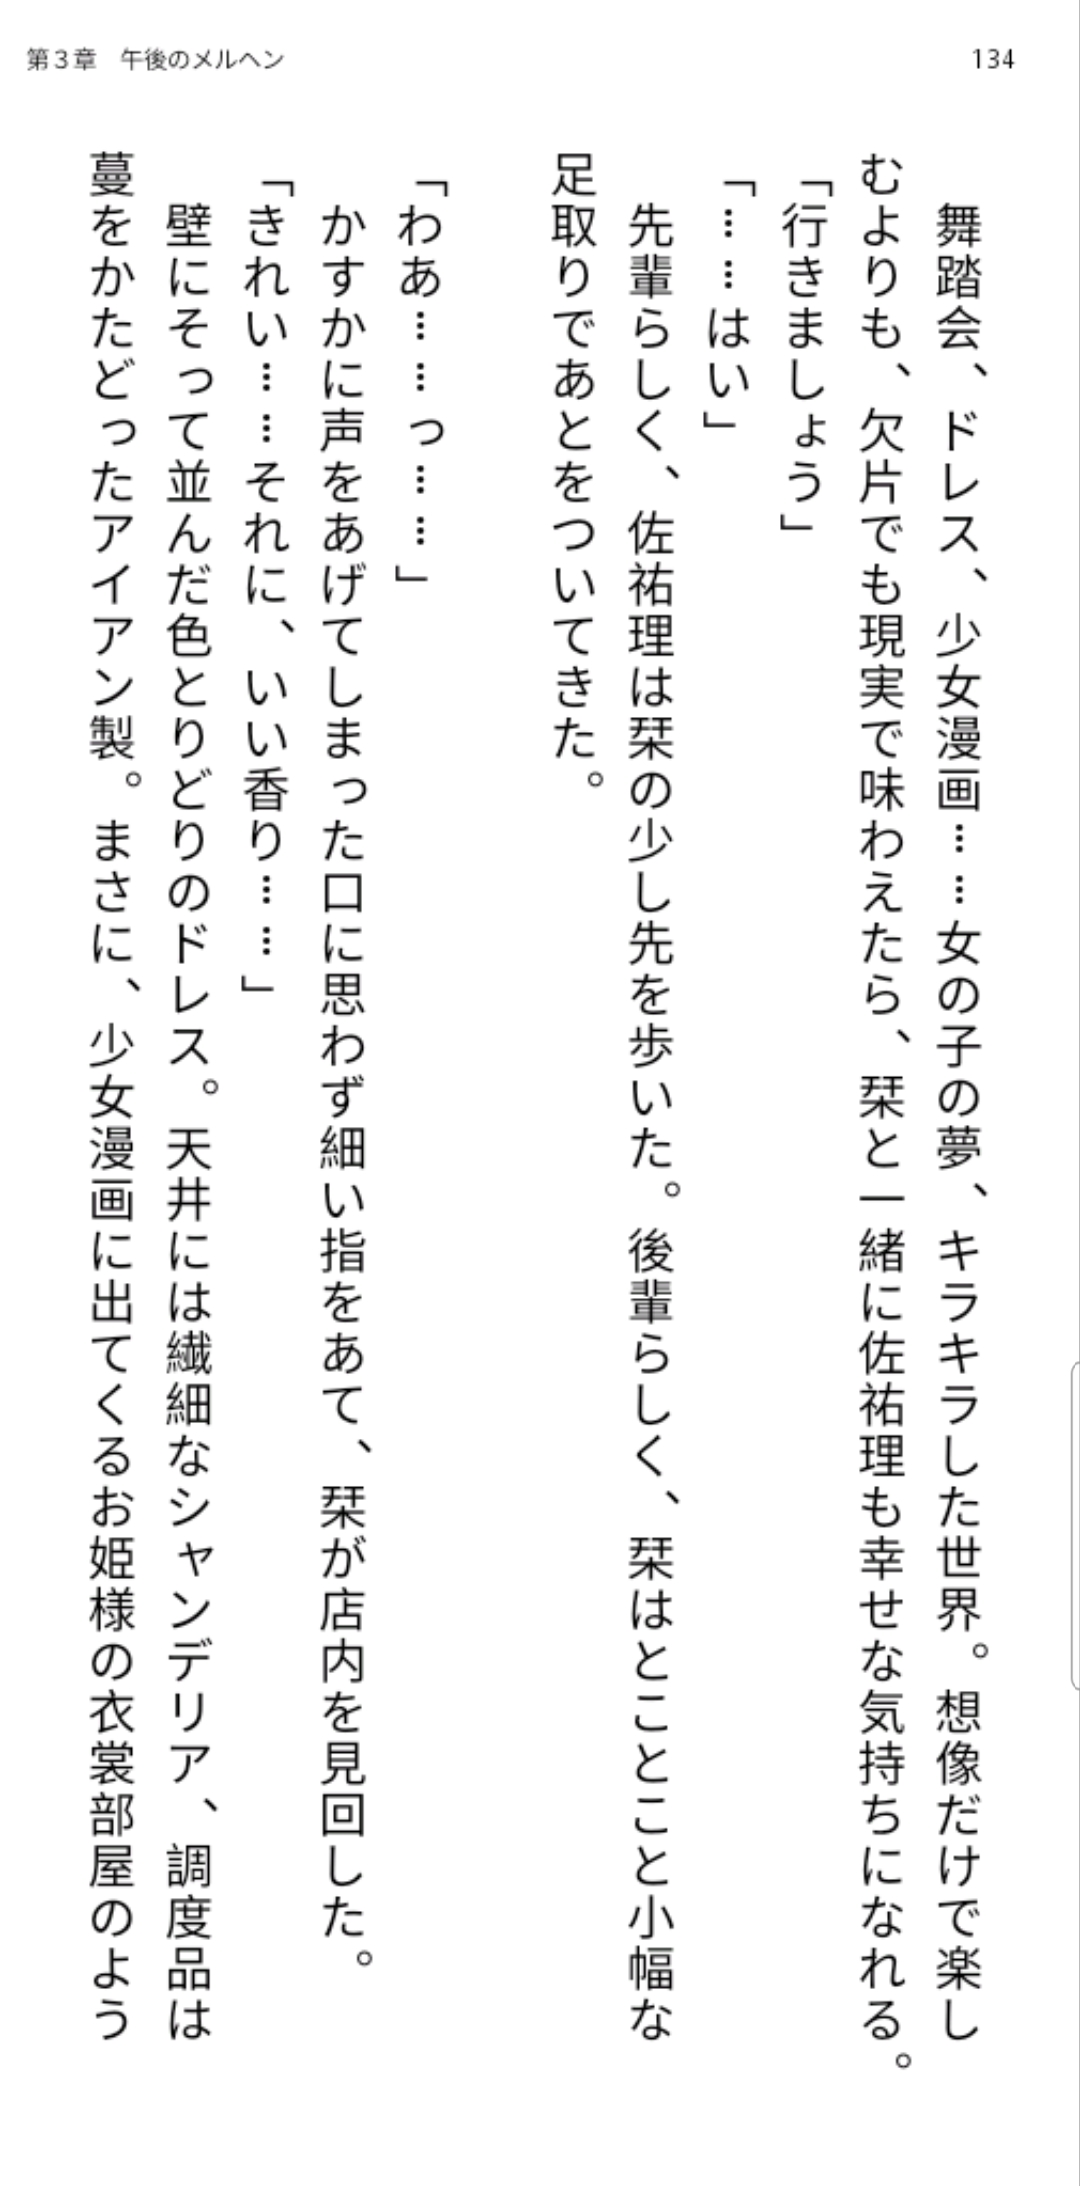 第３章　午後のメルヘン
134
　舞踏会、ドレス、少女漫画……女の子の夢、キラキラした世界。想像だけで楽し
むよりも、欠片でも現実で味わえたら、栞と一緒に佐祐理も幸せな気持ちになれる。
「行きましょう」
「……はい」
　先輩らしく、佐祐理は栞の少し先を歩いた。後輩らしく、栞はとことこと小幅な
足取りであとをついてきた。
「わあ……っ……」
　かすかに声をあげてしまった口に思わず細い指をあて、栞が店内を見回した。
「きれい……それに、いい香り……」
　壁にそって並んだ色とりどりのドレス。天井には繊細なシャンデリア、調度品は
蔓をかたどったアイアン製。まさに、少女漫画に出てくるお姫様の衣裳部屋のよう